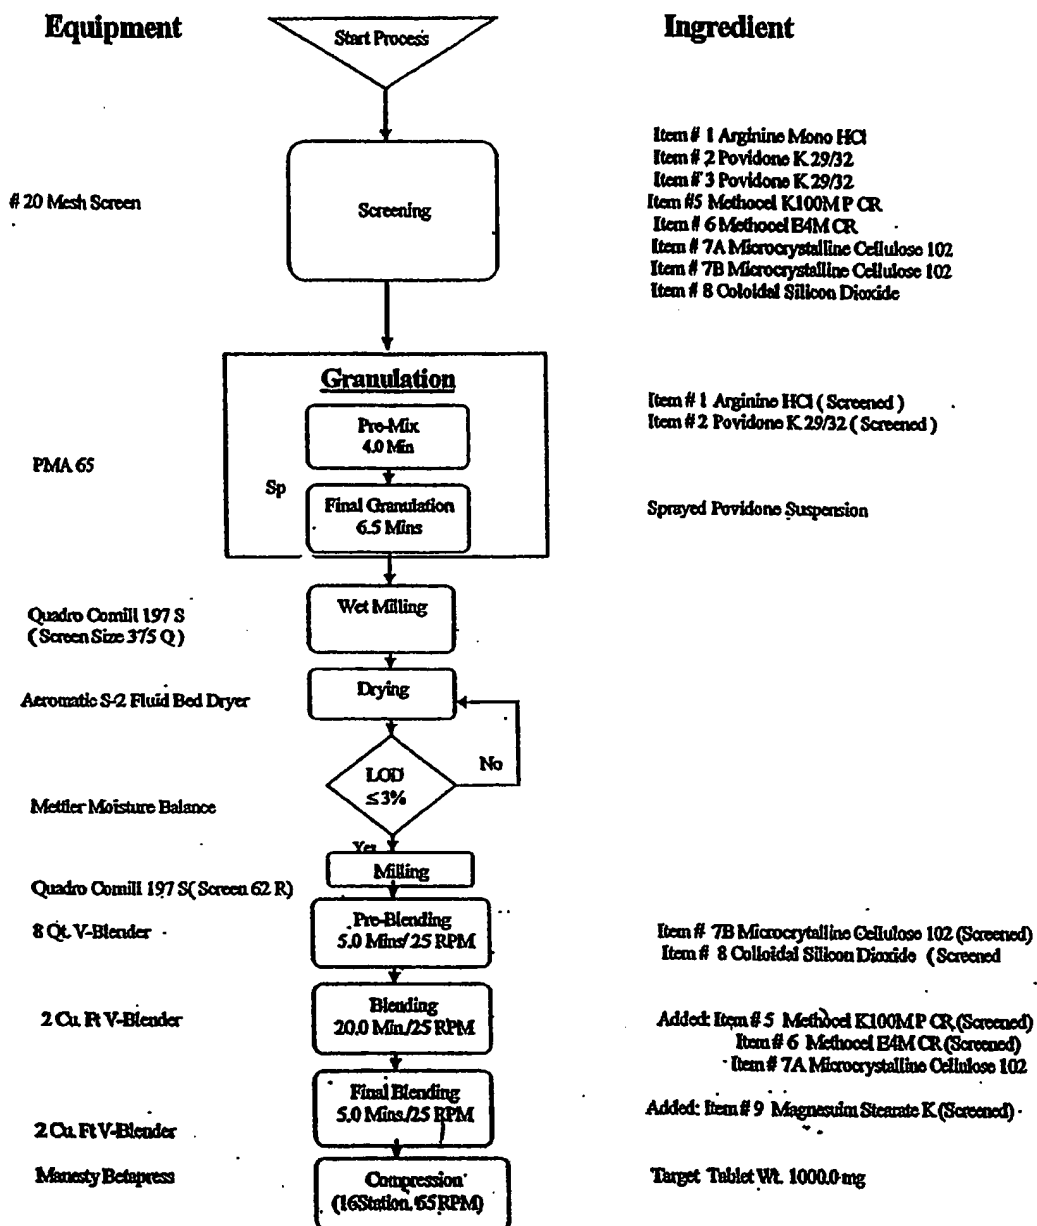 Equipment
Start Process
Ingredient
Item # 1 Arginine Mono HCl
Item # 2 Povidone K 29/32
Item # 3 Povidone K 29/32
# 20 Mesh Screen
Screening
Item #5 Methocel K100M P CR
Item # 6 Methocel E4M CR
Item # 7A Microcrystalline Cellulose 102
Item # 7B Microcrystalline Cellulose 102
Item # 8 Coloidal Silicon Dioxide
Granulation
Item # 1 Arginine HCl ( Screened )
Item # 2 Povidone K 29/32 ( Screened )
Pre-Mix
4.0 Min
PMA 65
Sp
Final Granulation
6.5 Mins
Sprayed Povidone Suspension
Wet Milling
Quadro Comill 197 S
( Screen Size 375 Q )
Drying
Aeromatic S-2 Fluid Bed Dryer
No
LOD
≤3%
Mettler Moisture Balance
Yes
Milling
Quadro Comill 197 S( Screen 62 R)
8 Qt. V-Blender
Pre-Blending
5.0 Mins/ 25 RPM
Item # 7B Microcrytalline Cellulose 102 (Screened)
Item # 8 Colloidal Silicon Dioxide ( Screened
2 Cu. Ft V-Blender
Blending
20.0 Min/25 RPM
Added: Item # 5 Methocel K100M P CR (Screened)
Item # 6 Methocel E4M CR (Screened)
Item # 7A Microcrystalline Cellulose 102
Final Blending
5.0 Mins./25 RPM
Added: Item # 9 Magnesuim Stearate K (Screened)
2 Cu. Ft V-Blender
Manesty Betapress
Compression
(16Station. 65 RPM)
Target Tablet Wt. 1000.0 mg